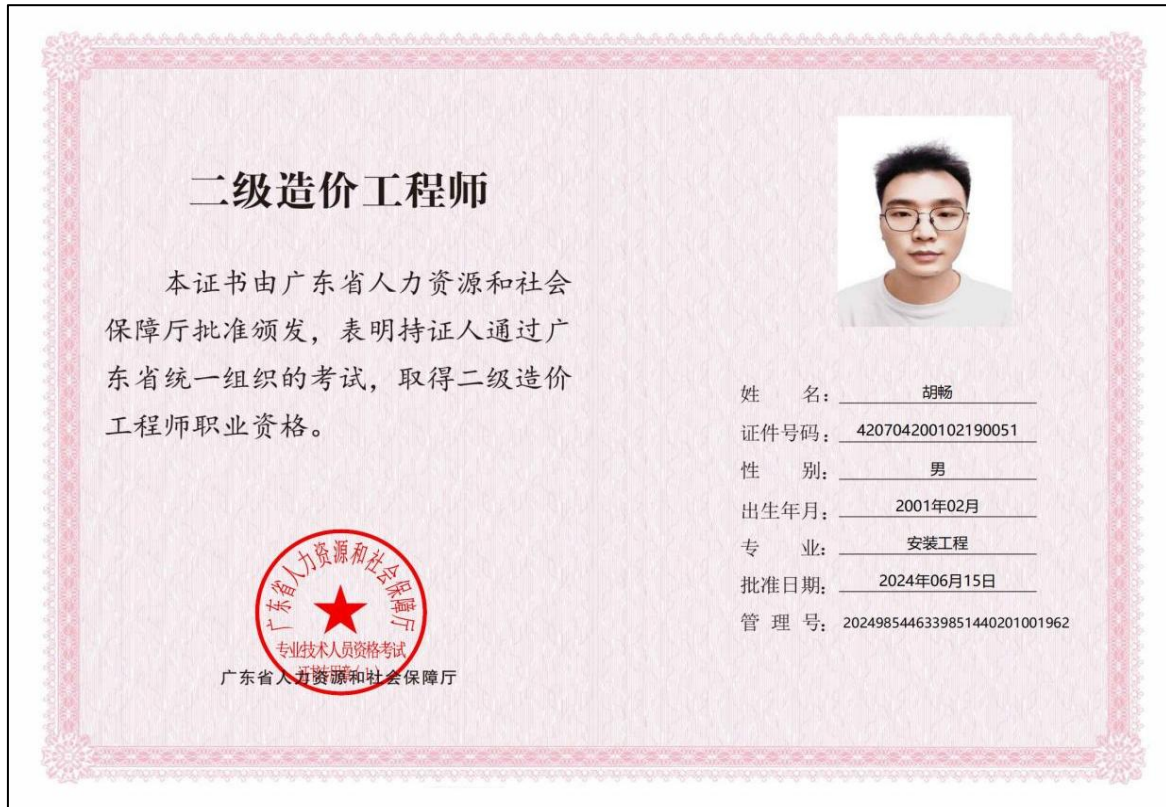 二级造价工程师
本证书由广东省人力资源和社会
保障厅批准颁发，表明持证人通过广
东省统一组织的考试，取得二级造价
工程师职业资格。
广东省人力资源和社会保障厅
专业技术人员资格考试
广东省人力资源和社会保障厅
姓 名：胡畅
证件号码：420704200102190051
性 别：男
出生年月：2001年02月
专 业：安装工程
批准日期：2024年06月15日
管 理 号：2024985446339851440201001962